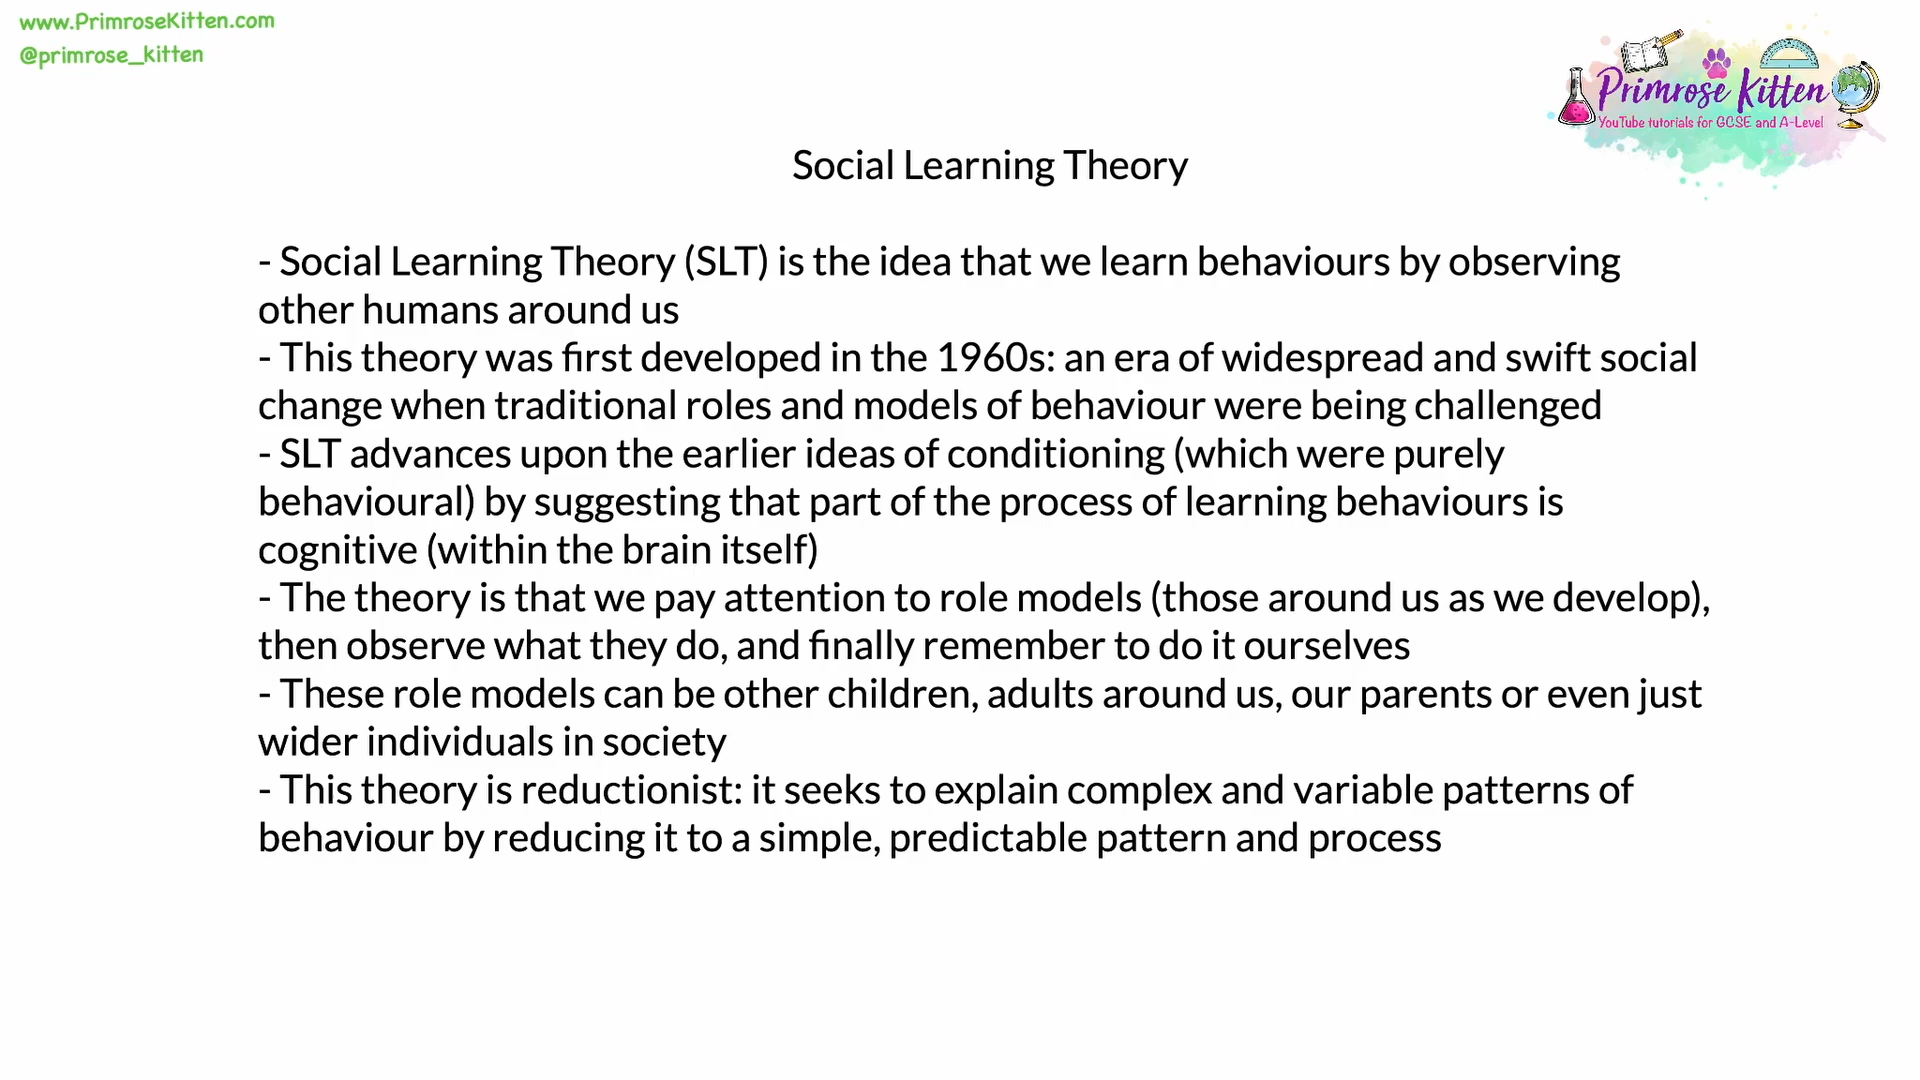 www.PrimroseKitten.com
@primrose_kitten
Primrose Kitten
YouTube tutorials for GCSE and A-Level
Social Learning Theory
- Social Learning Theory (SLT) is the idea that we learn behaviours by observing
other humans around us
- This theory was first developed in the 1960s: an era of widespread and swift social
change when traditional roles and models of behaviour were being challenged
- SLT advances upon the earlier ideas of conditioning (which were purely
behavioural) by suggesting that part of the process of learning behaviours is
cognitive (within the brain itself)
- The theory is that we pay attention to role models (those around us as we develop),
then observe what they do, and finally remember to do it ourselves
- These role models can be other children, adults around us, our parents or even just
wider individuals in society
- This theory is reductionist: it seeks to explain complex and variable patterns of
behaviour by reducing it to a simple, predictable pattern and process